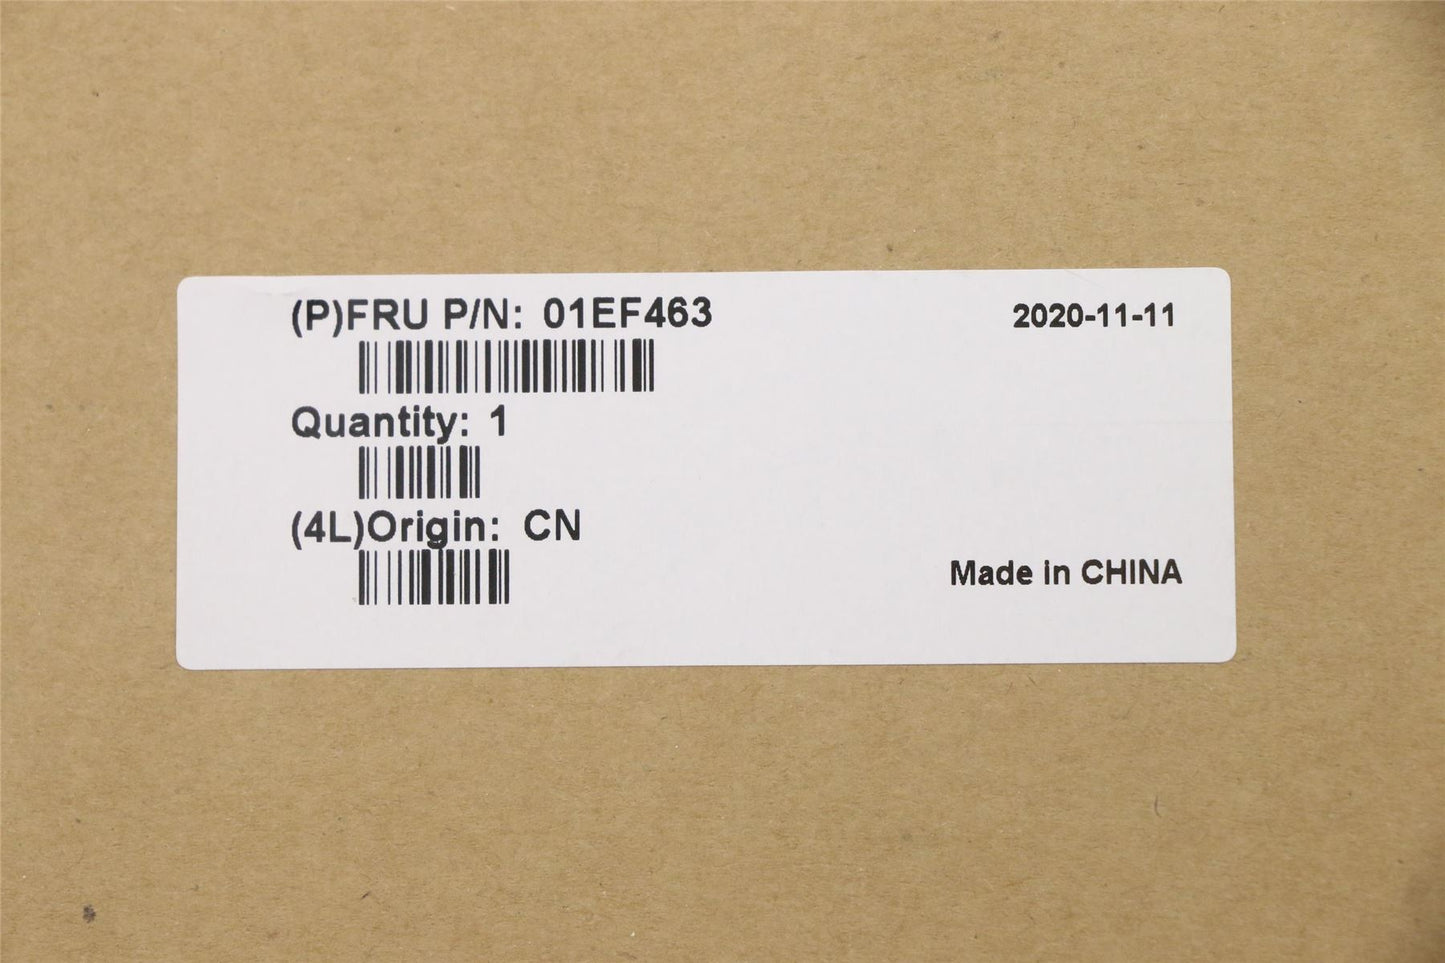 (P)FRU P/N: 01EF463
2020-11-11
Quantity: 1
(4L)Origin: CN
Made in CHINA